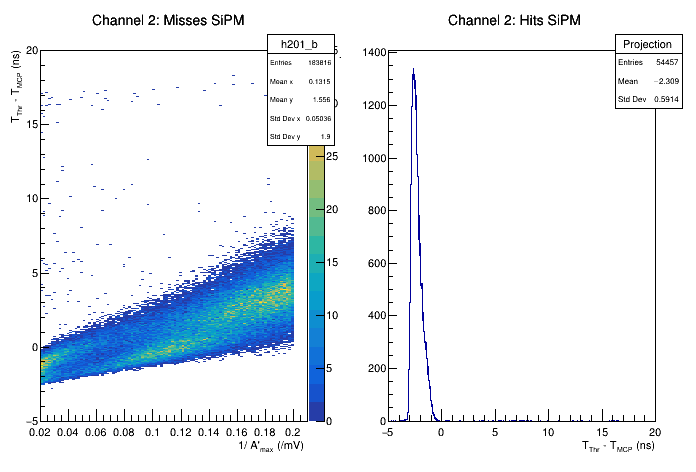 Channel 2: Misses SiPM
h201_b
Entries 183816
Mean x 0.1315
Mean y 1.556
Std Dev x 0.05036
Std Dev y 1.9
T_Thr - T_MCP (ns)
20
15
10
5
0
−5
0.02 0.04 0.06 0.08 0.1 0.12 0.14 0.16 0.18 0.2
1/ A'_max (/mV)
25
20
15
10
5
0
Channel 2: Hits SiPM
Projection
Entries 54457
Mean −2.309
Std Dev 0.5914
1400
1200
1000
800
600
400
200
0
−5 0 5 10 15 20
T_Thr - T_MCP (ns)